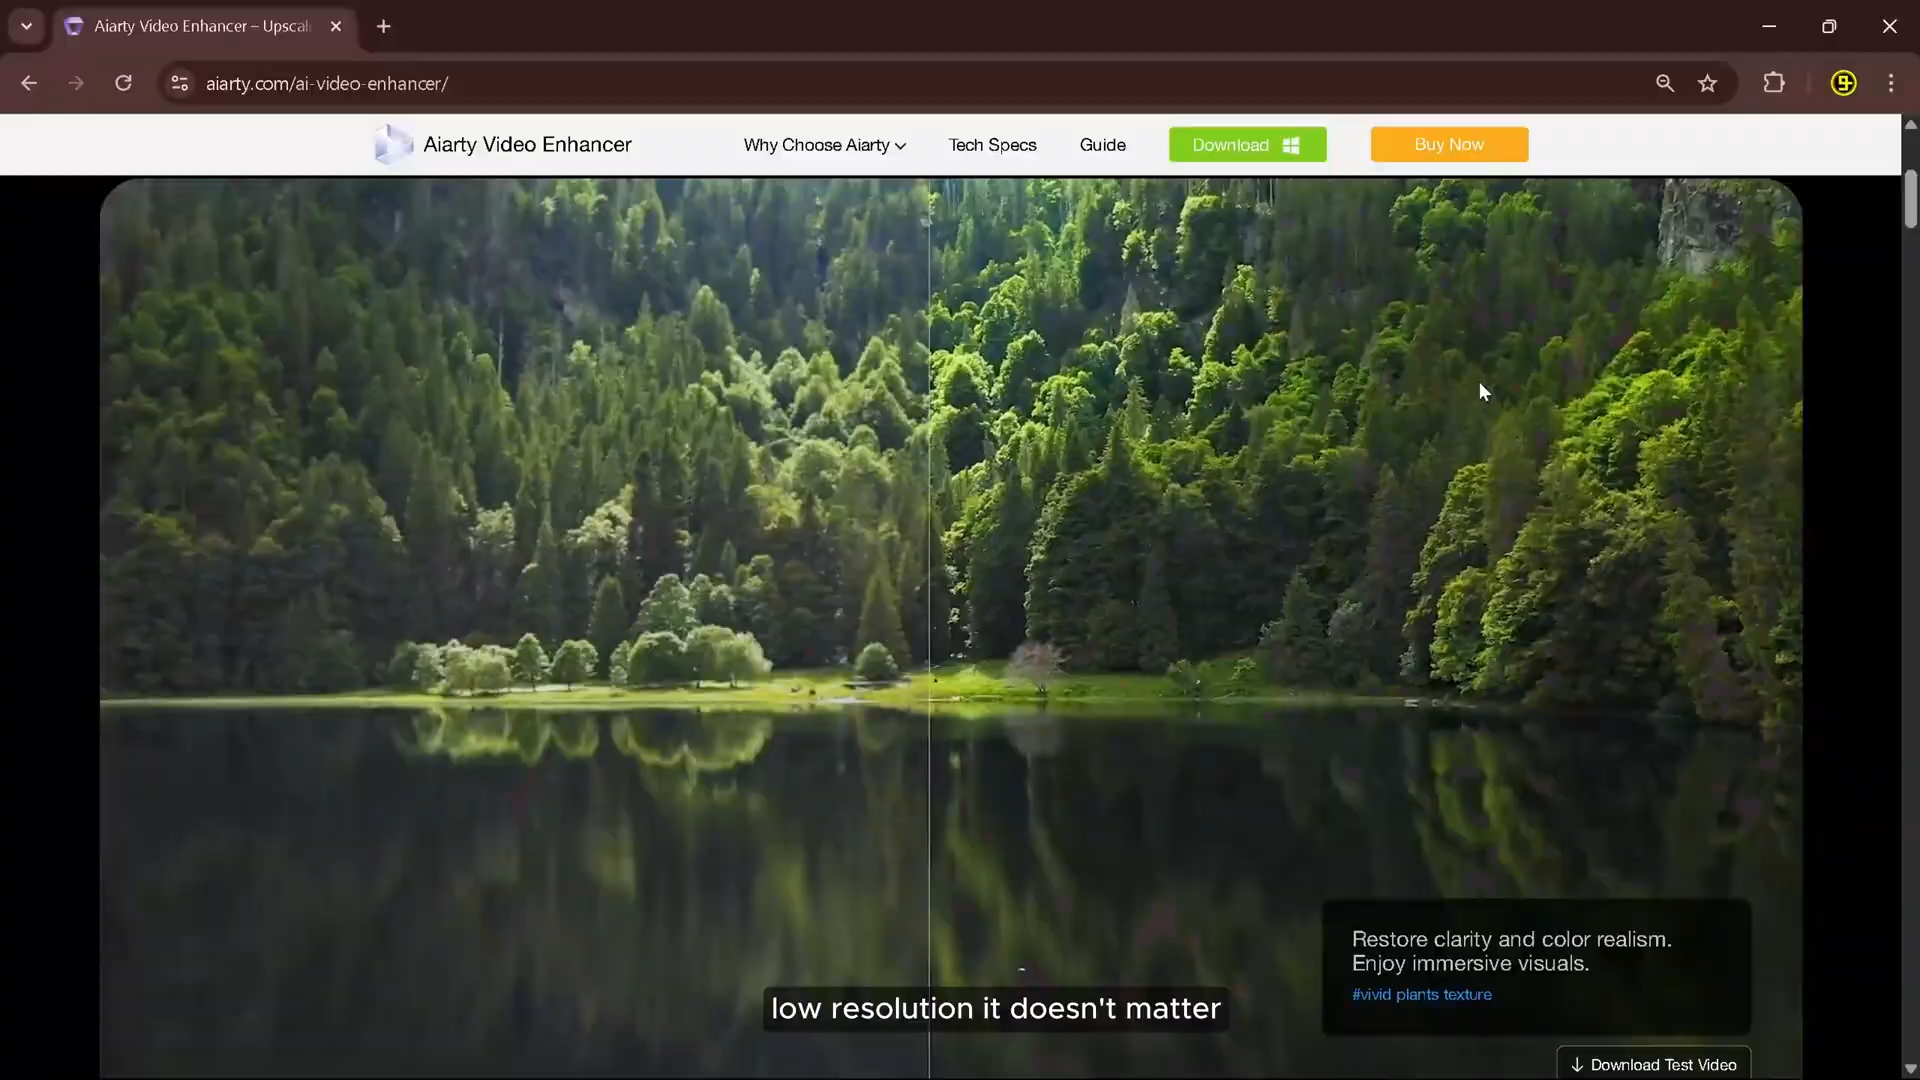 Aiarty Video Enhancer – Upscal
aiarty.com/ai-video-enhancer/
Aiarty Video Enhancer
Why Choose Aiarty
Tech Specs
Guide
Download
Buy Now
Restore clarity and color realism.
Enjoy immersive visuals.
#vivid plants texture
low resolution it doesn't matter
Download Test Video